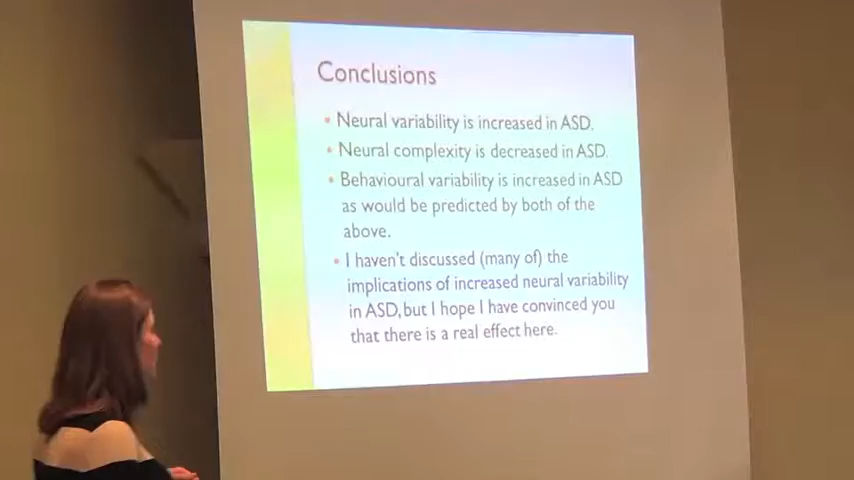 Conclusions
• Neural variability is increased in ASD.
• Neural complexity is decreased in ASD.
• Behavioural variability is increased in ASD
as would be predicted by both of the
above.
• I haven't discussed (many of) the
implications of increased neural variability
in ASD, but I hope I have convinced you
that there is a real effect here.